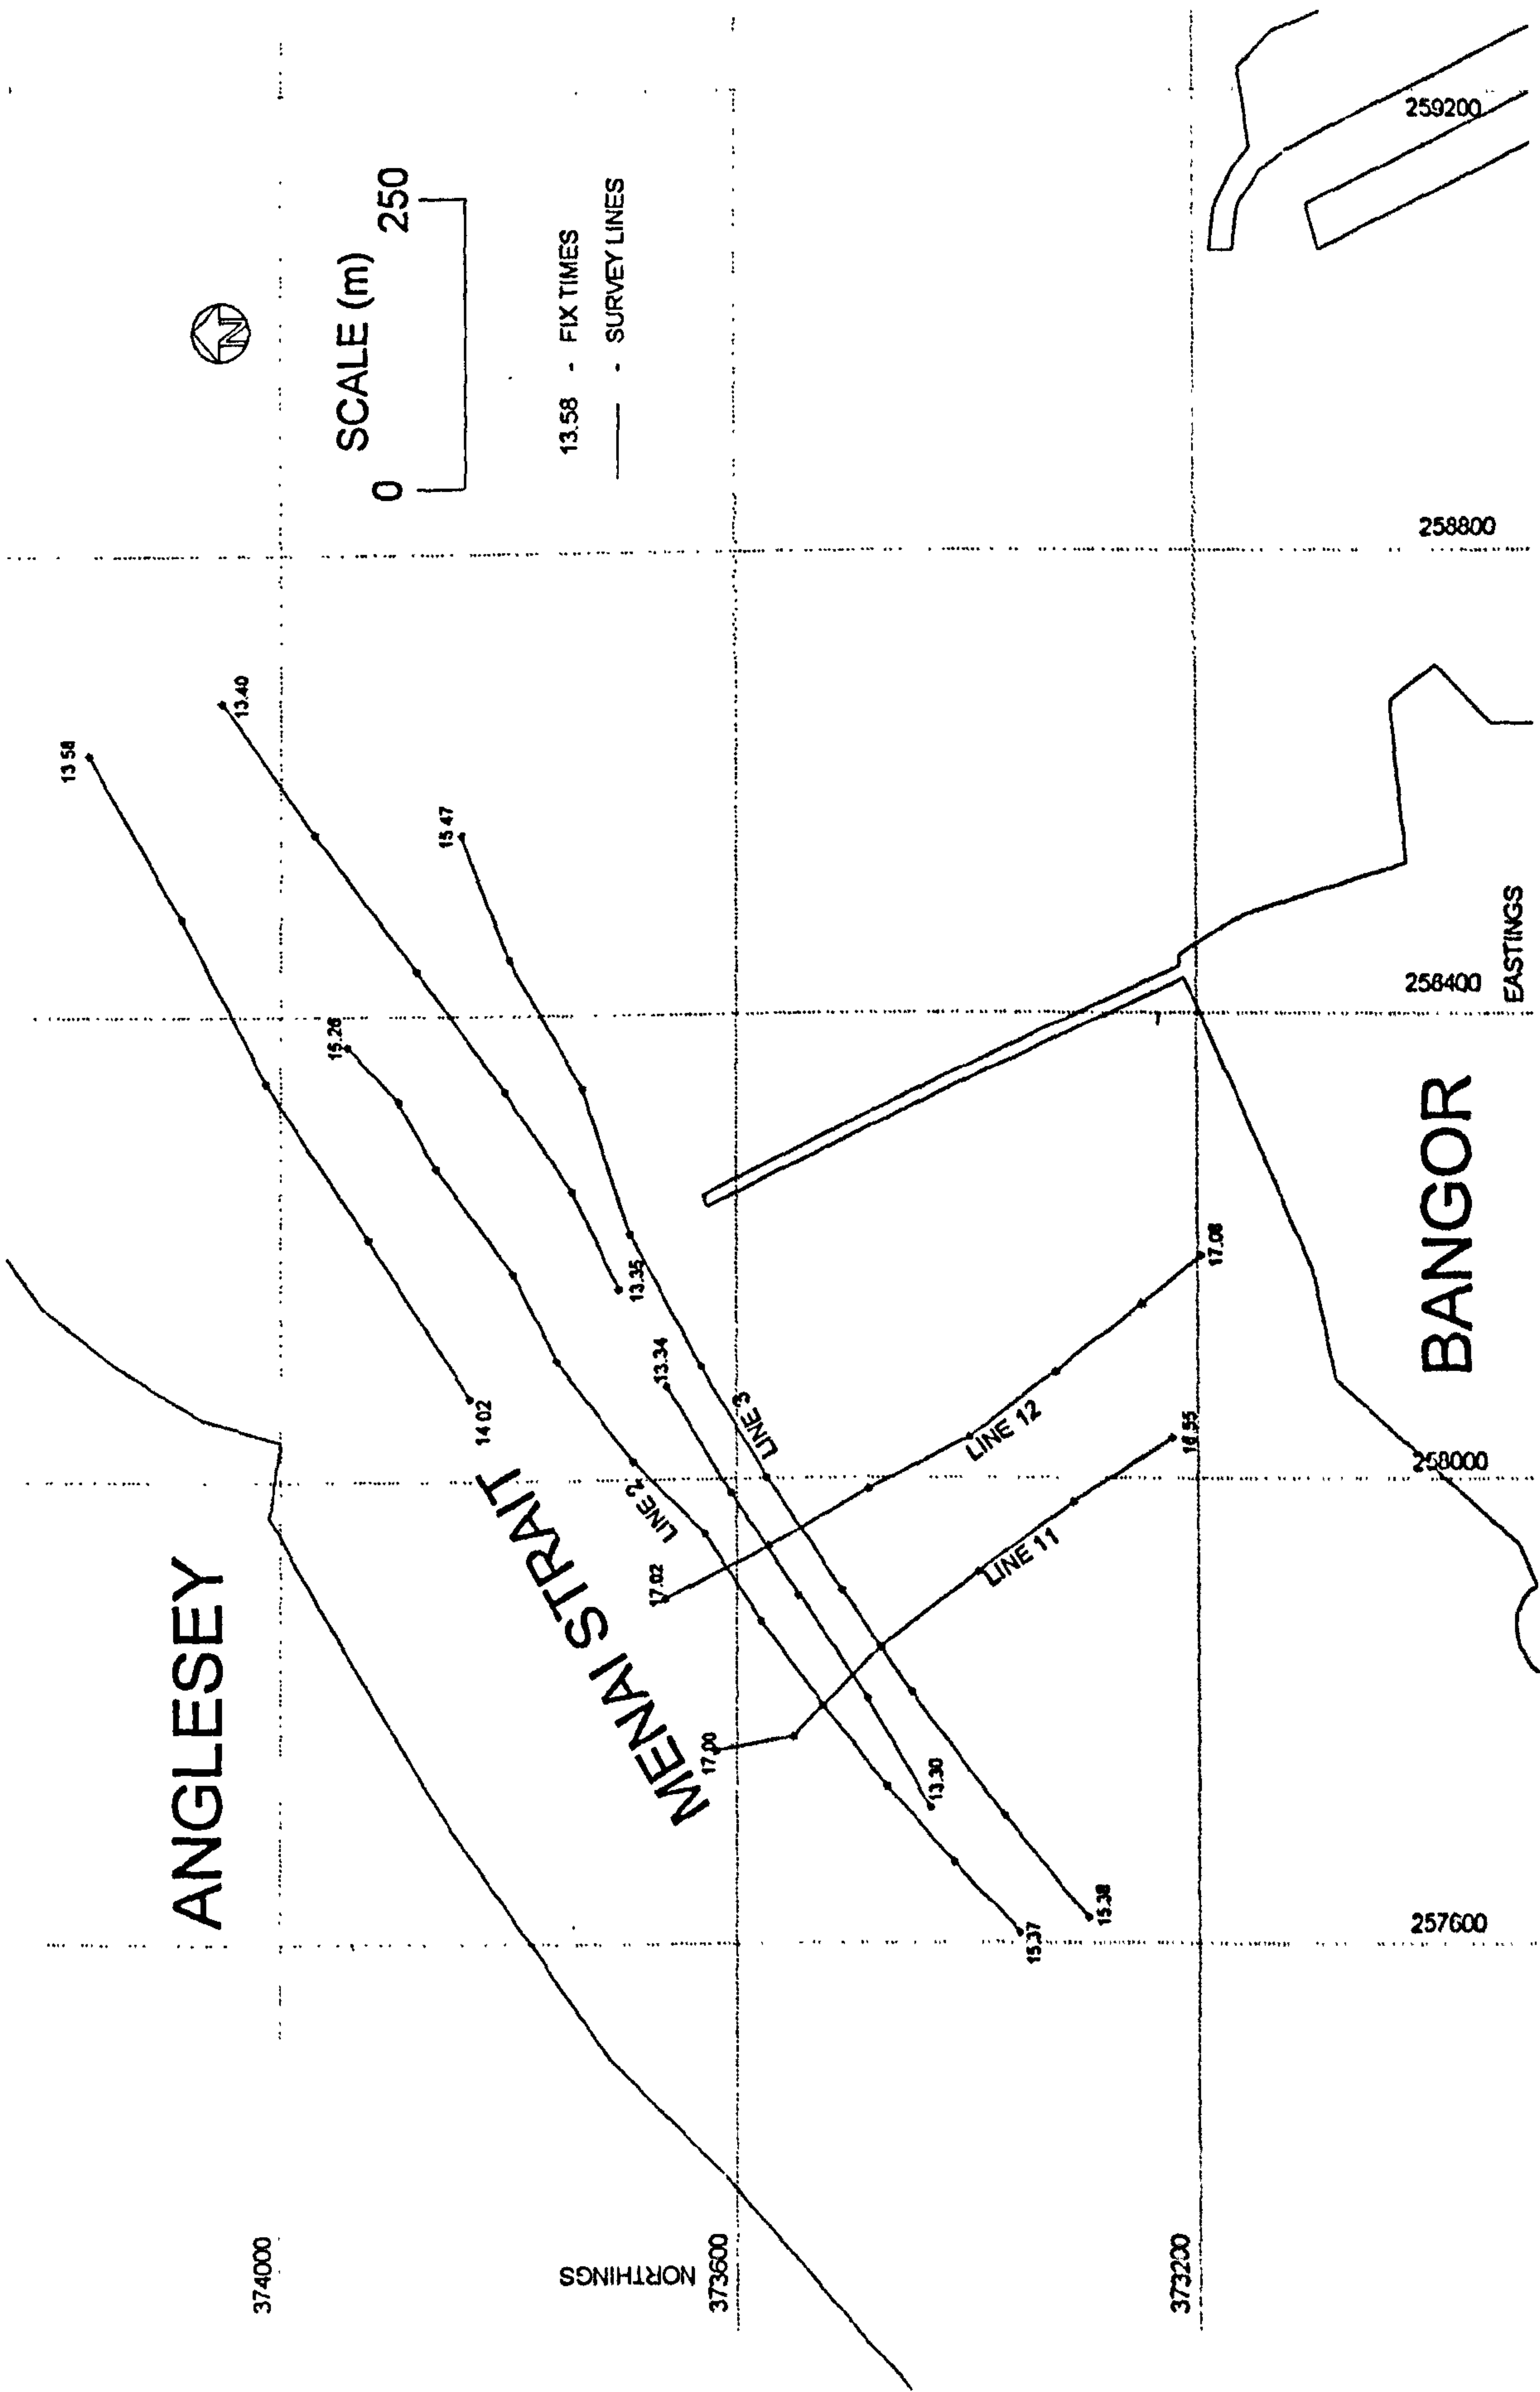 ANGLESEY
MENAI STRAIT
BANGOR
N
SCALE (m)
0 250
13.58 - FIX TIMES
- SURVEY LINES
NORTHINGS
374000
373600
373200
257600
258000
258400
258800
259200
EASTINGS
13 58
13.40
15 47
15.26
14 02
13.35
13.34
LINE 2
LINE 3
17.02
17.00
LINE 12
LINE 11
17.06
16.55
13.30
15.37
15.38